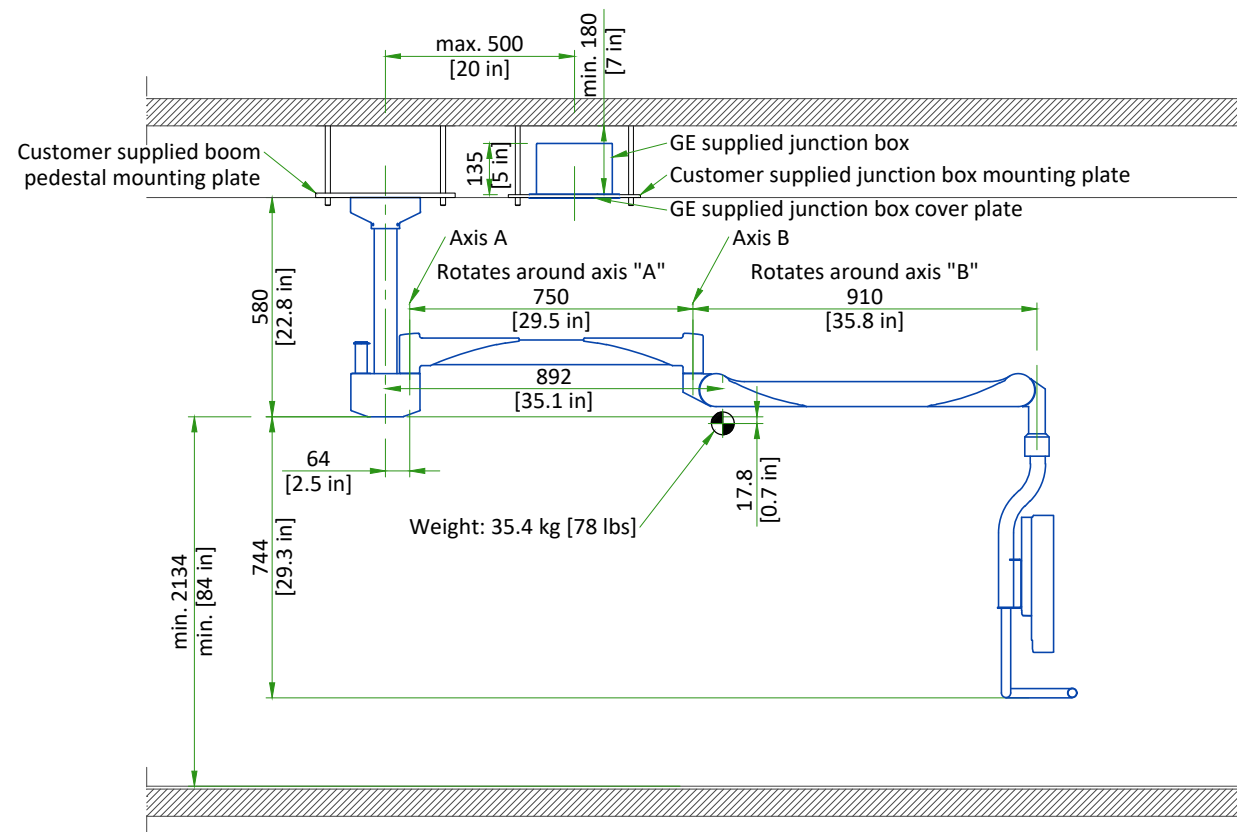 max. 500
[20 in]
min. 180
[7 in]
Customer supplied boom
pedestal mounting plate
135
[5 in]
GE supplied junction box
Customer supplied junction box mounting plate
GE supplied junction box cover plate
Axis A
Axis B
Rotates around axis "A"
Rotates around axis "B"
750
[29.5 in]
910
[35.8 in]
580
[22.8 in]
892
[35.1 in]
64
[2.5 in]
17.8
[0.7 in]
Weight: 35.4 kg [78 lbs]
744
[29.3 in]
min. 2134
min. [84 in]